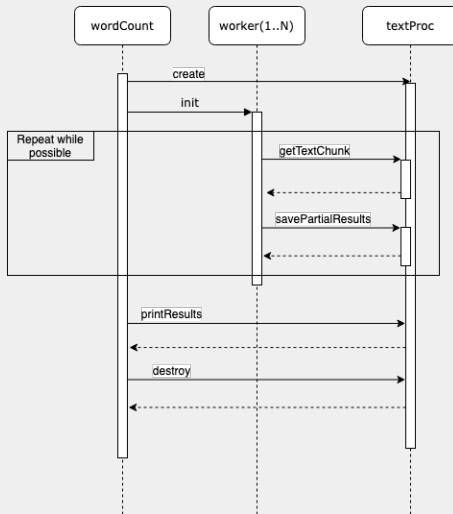 wordCount
worker(1..N)
textProc
create
init
Repeat while
possible
getTextChunk
savePartialResults
printResults
destroy